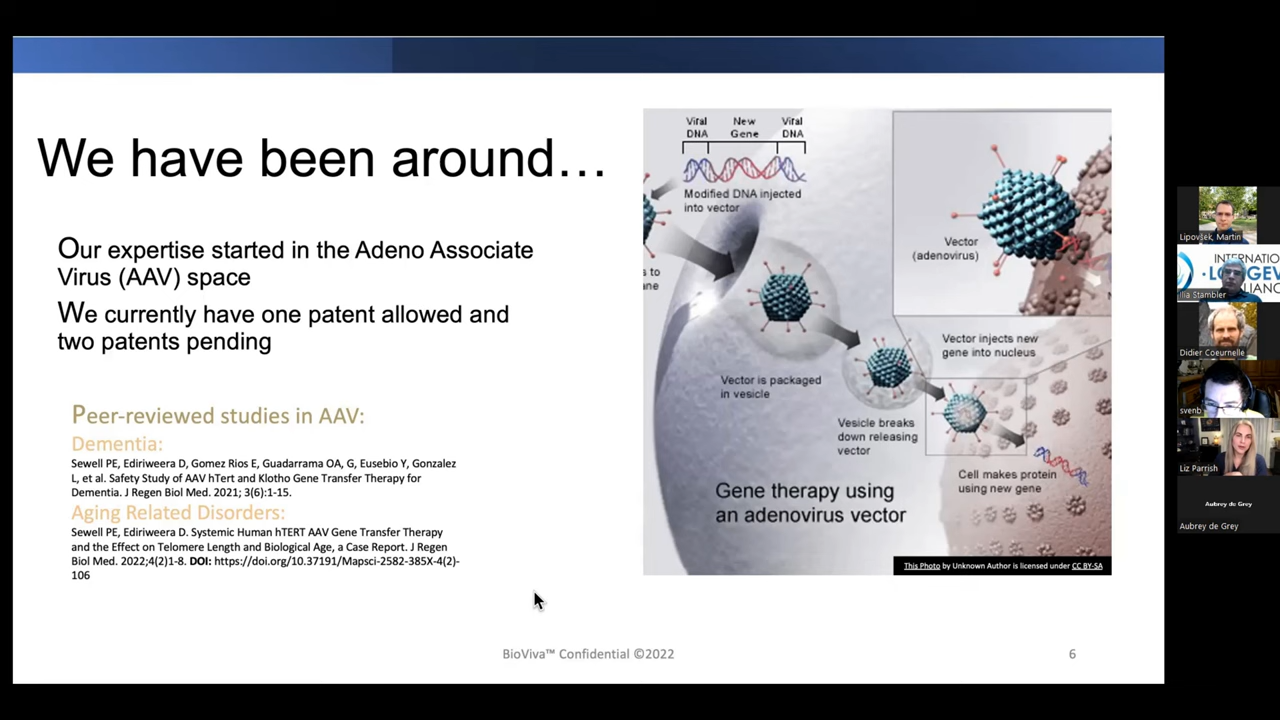 We have been around…
Our expertise started in the Adeno Associate
Virus (AAV) space
We currently have one patent allowed and
two patents pending
Peer-reviewed studies in AAV:
Dementia:
Sewell PE, Ediriweera D, Gomez Rios E, Guadarrama OA, G, Eusebio Y, Gonzalez
L, et al. Safety Study of AAV hTert and Klotho Gene Transfer Therapy for
Dementia. J Regen Biol Med. 2021; 3(6):1-15.
Aging Related Disorders:
Sewell PE, Ediriweera D. Systemic Human hTERT AAV Gene Transfer Therapy
and the Effect on Telomere Length and Biological Age, a Case Report. J Regen
Biol Med. 2022;4(2)1-8. DOI: https://doi.org/10.37191/Mapsci-2582-385X-4(2)-
106
Viral New Viral
DNA Gene DNA
Modified DNA injected
into vector
s to
ane
Vector
(adenovirus)
Vector injects new
gene into nucleus
Vector is packaged
in vesicle
Vesicle breaks
down releasing
vector
Cell makes protein
using new gene
Gene therapy using
an adenovirus vector
This Photo by Unknown Author is licensed under CC BY-SA
BioViva™ Confidential ©2022
6
Lipovšek, Martin
INTERNATIO
LONGEV
LLIANC
Ilia Stambler
Didier Coeurnelle
svenb
Liz Parrish
Aubrey de Grey
Aubrey de Grey